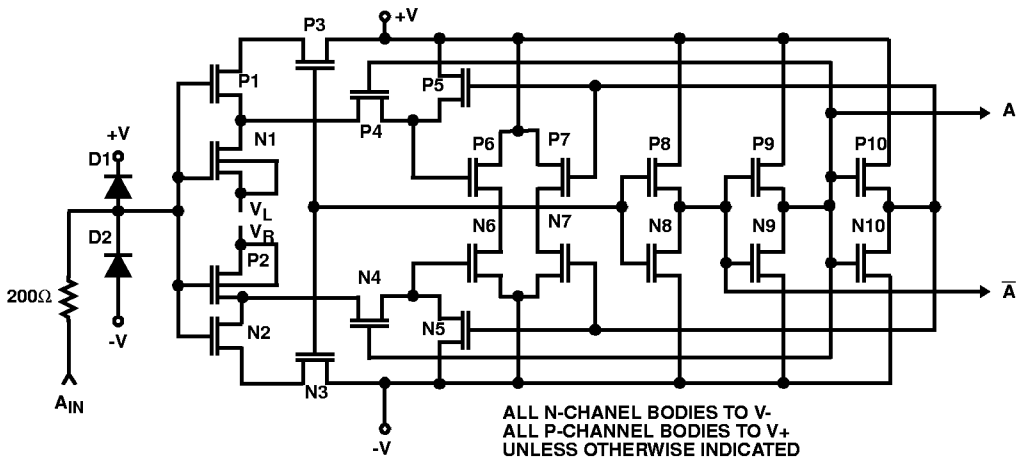 P3
+V
P1
P5
P4
N1
+V
D1
P6
P7
P8
P9
P10
A
VL
VR
D2
N6
N7
N8
N9
N10
P2
N4
200Ω
-V
N2
N5
A̅
AIN
N3
-V
ALL N-CHANEL BODIES TO V-
ALL P-CHANNEL BODIES TO V+
UNLESS OTHERWISE INDICATED